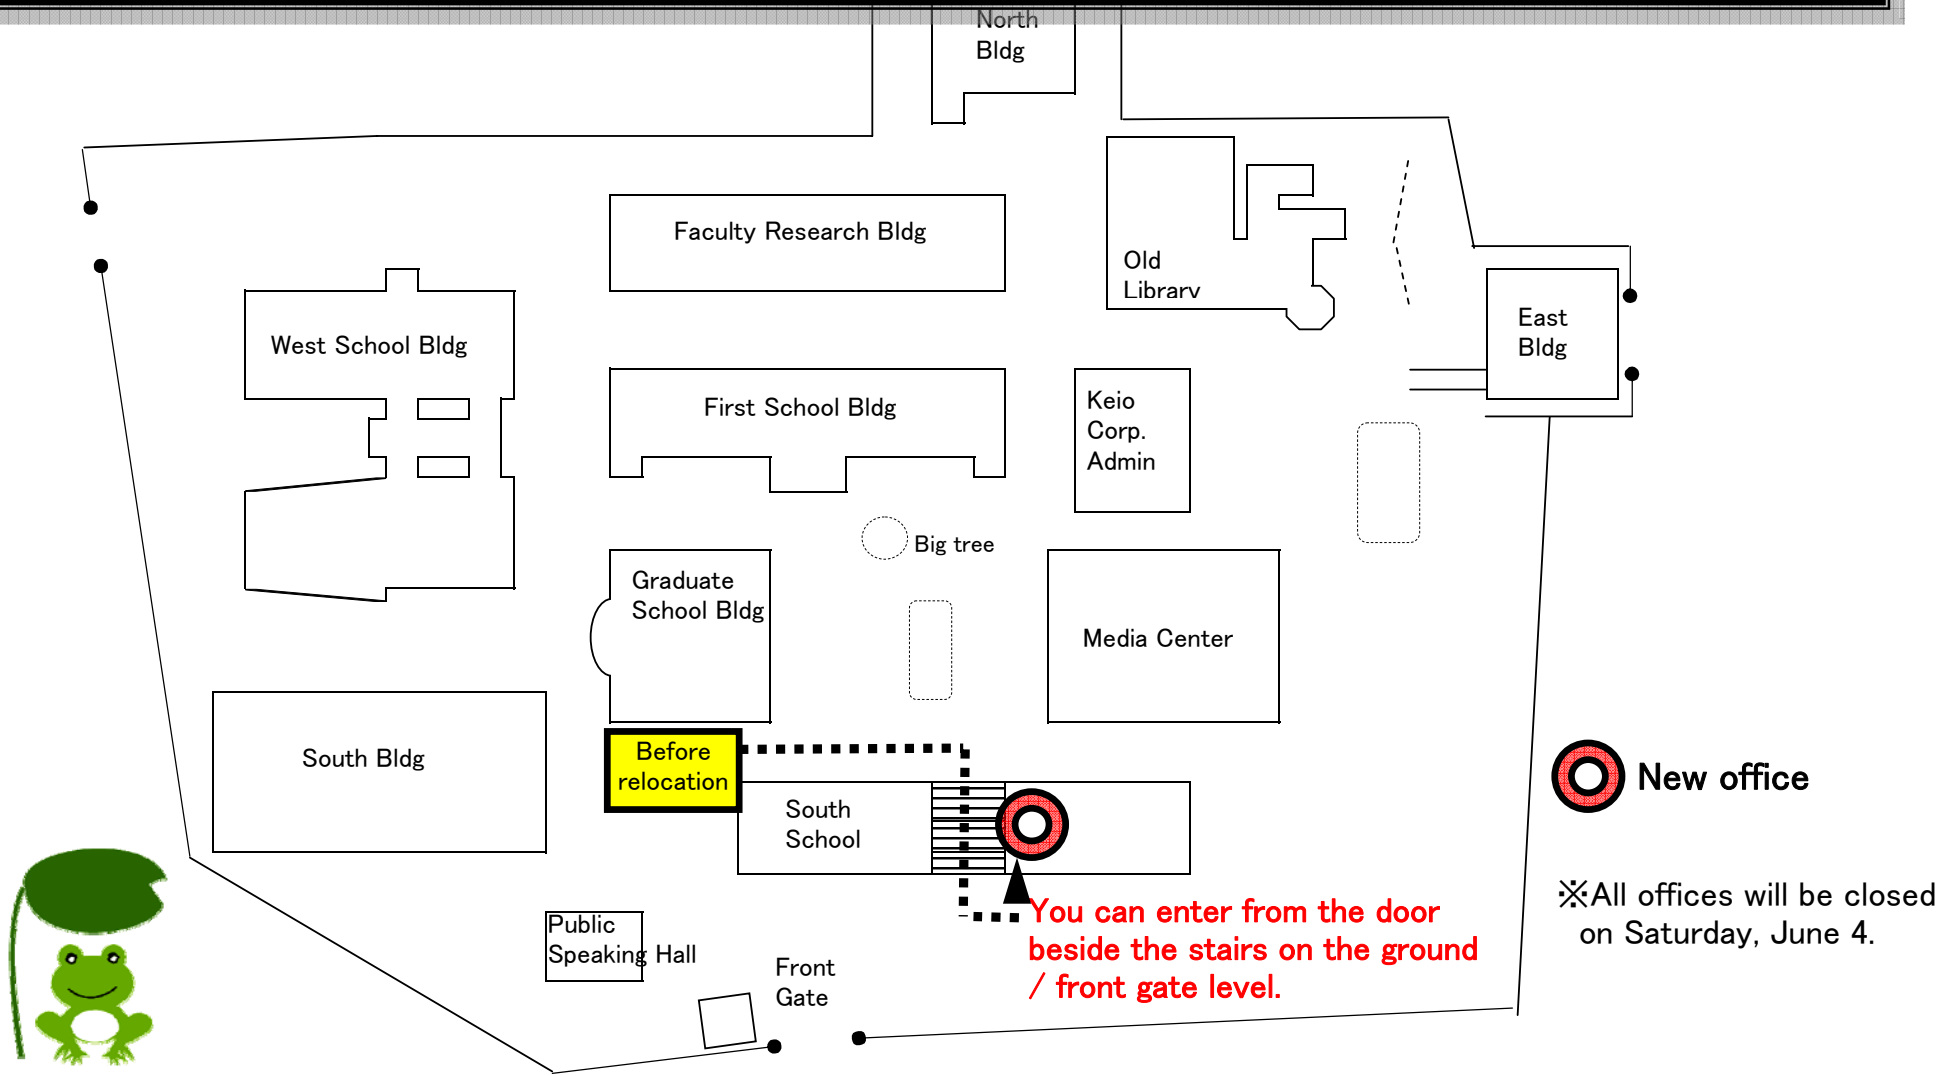 North
Bldg
Faculty Research Bldg
Old
Library
East
Bldg
West School Bldg
First School Bldg
Keio
Corp.
Admin
Big tree
Graduate
School Bldg
Media Center
South Bldg
Before
relocation
New office
South
School
※All offices will be closed
on Saturday, June 4.
You can enter from the door
beside the stairs on the ground
/ front gate level.
Public
Speaking Hall
Front
Gate